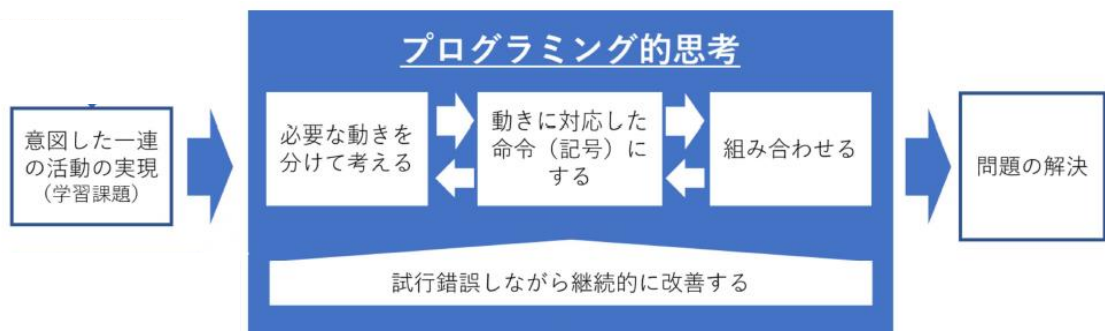 プログラミング的思考
意図した一連
の活動の実現
（学習課題）
必要な動きを
分けて考える
動きに対応した
命令（記号）に
する
組み合わせる
問題の解決
試行錯誤しながら継続的に改善する